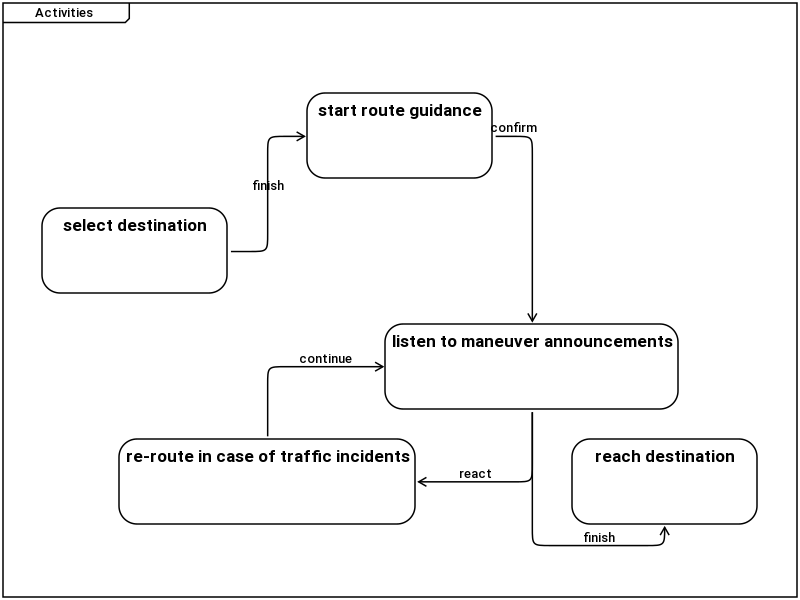 Activities
start route guidance
confirm
finish
select destination
listen to maneuver announcements
continue
re-route in case of traffic incidents
reach destination
react
finish